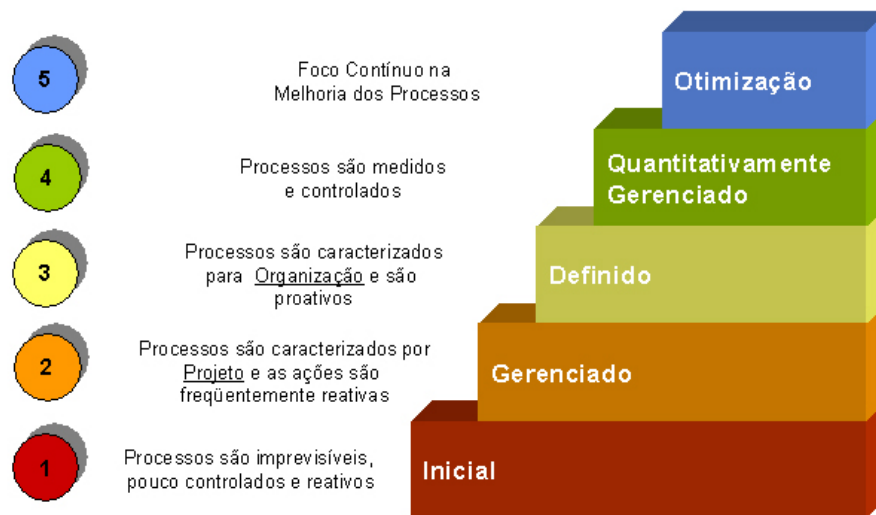 5
Foco Contínuo na
Melhoria dos Processos
Otimização
4
Processos são medidos
e controlados
Quantitativamente
Gerenciado
3
Processos são caracterizados
para Organização e são
proativos
Definido
2
Processos são caracterizados por
Projeto e as ações são
freqüentemente reativas
Gerenciado
1
Processos são imprevisíveis,
pouco controlados e reativos
Inicial